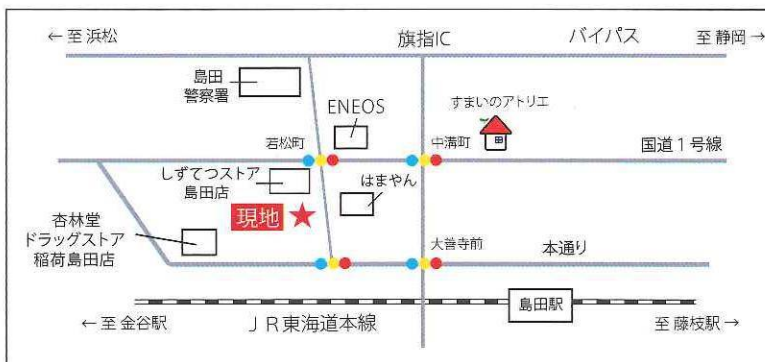 ← 至 浜松
旗指IC
バイパス
至 静岡 →
島田
警察署
ENEOS
すまいのアトリエ
若松町
中溝町
国道1号線
しずてつストア
島田店
はまやん
現地
杏林堂
ドラッグストア
稲荷島田店
大善寺前
本通り
島田駅
← 至 金谷駅
JR東海道本線
至 藤枝駅 →